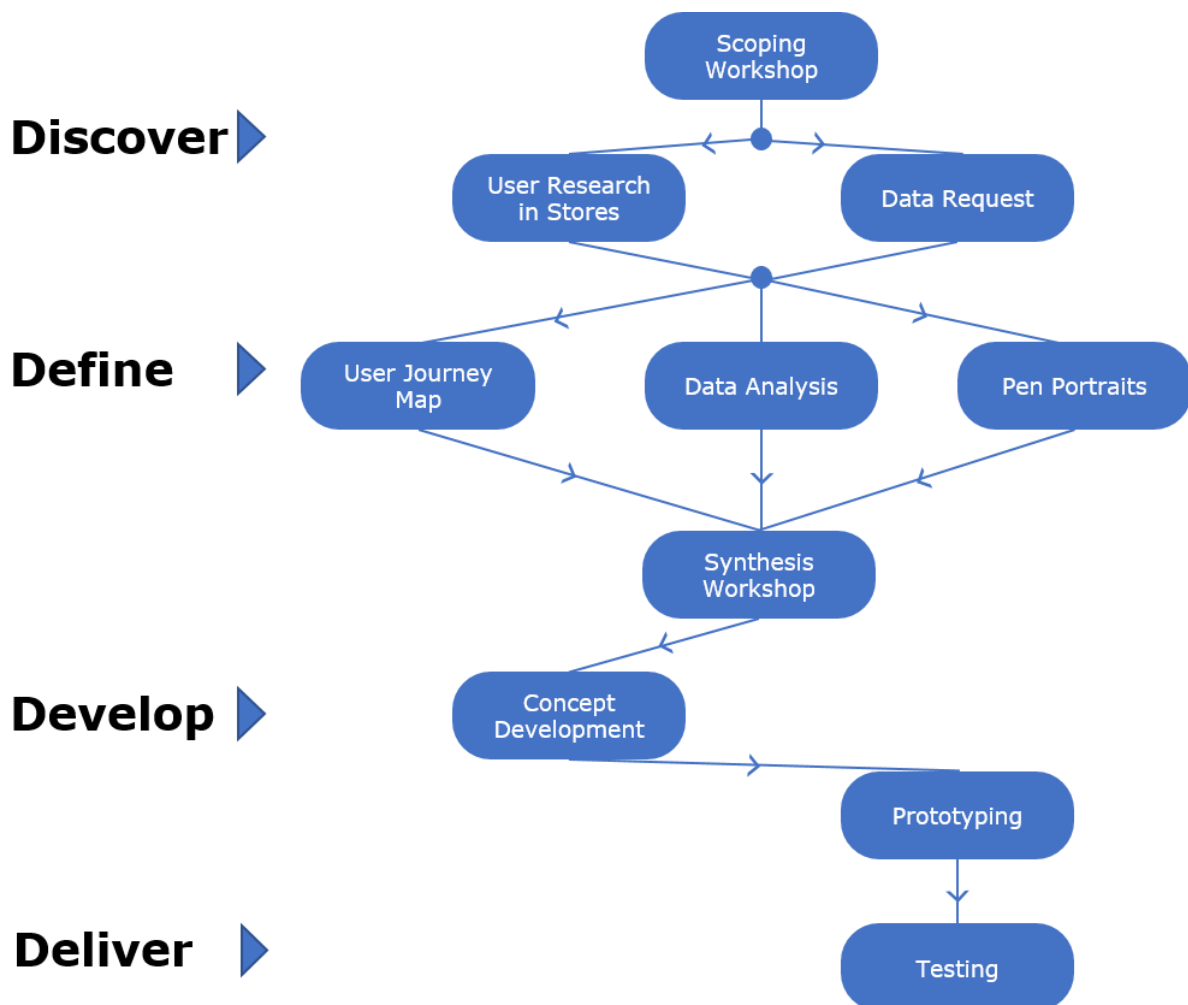 Scoping
Workshop
Discover
User Research
in Stores
Data Request
Define
User Journey
Map
Data Analysis
Pen Portraits
Synthesis
Workshop
Develop
Concept
Development
Prototyping
Deliver
Testing